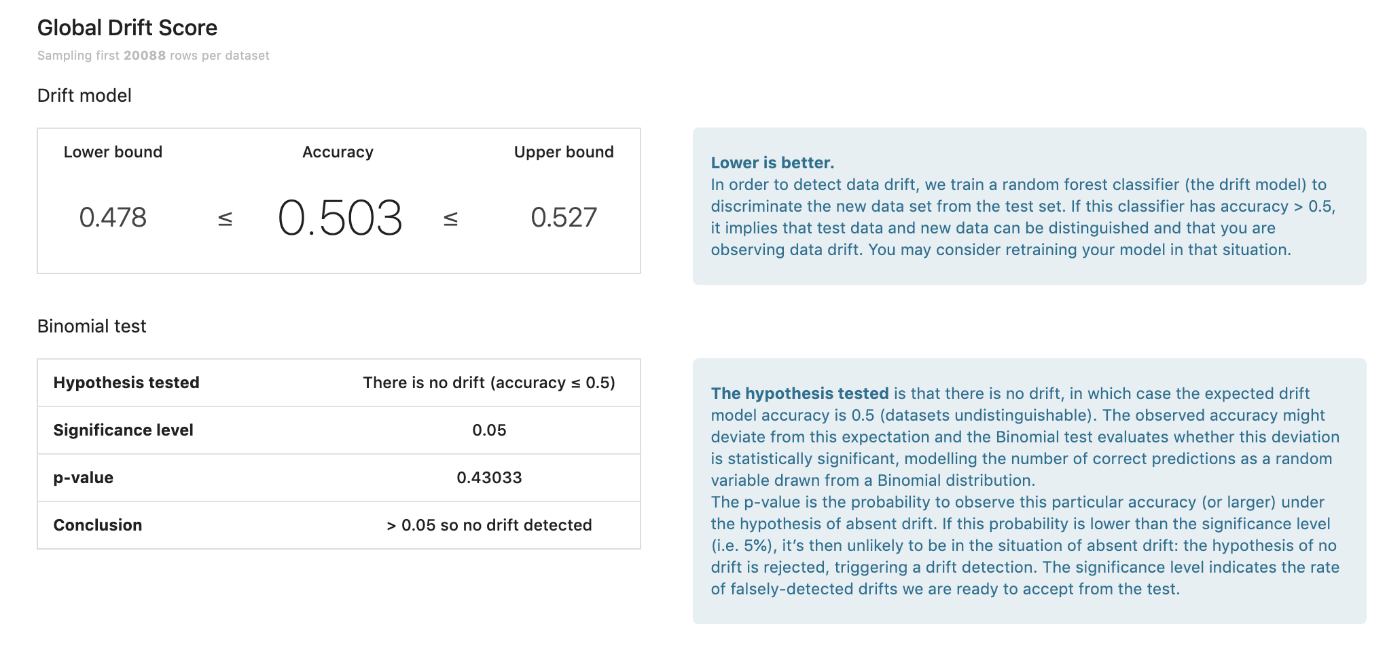 Global Drift Score
Sampling first 20088 rows per dataset
Drift model
Lower bound Accuracy Upper bound
0.478 ≤ 0.503 ≤ 0.527
Lower is better.
In order to detect data drift, we train a random forest classifier (the drift model) to
discriminate the new data set from the test set. If this classifier has accuracy > 0.5,
it implies that test data and new data can be distinguished and that you are
observing data drift. You may consider retraining your model in that situation.
Binomial test
Hypothesis tested There is no drift (accuracy ≤ 0.5)
Significance level 0.05
p-value 0.43033
Conclusion > 0.05 so no drift detected
The hypothesis tested is that there is no drift, in which case the expected drift
model accuracy is 0.5 (datasets undistinguishable). The observed accuracy might
deviate from this expectation and the Binomial test evaluates whether this deviation
is statistically significant, modelling the number of correct predictions as a random
variable drawn from a Binomial distribution.
The p-value is the probability to observe this particular accuracy (or larger) under
the hypothesis of absent drift. If this probability is lower than the significance level
(i.e. 5%), it's then unlikely to be in the situation of absent drift: the hypothesis of no
drift is rejected, triggering a drift detection. The significance level indicates the rate
of falsely-detected drifts we are ready to accept from the test.